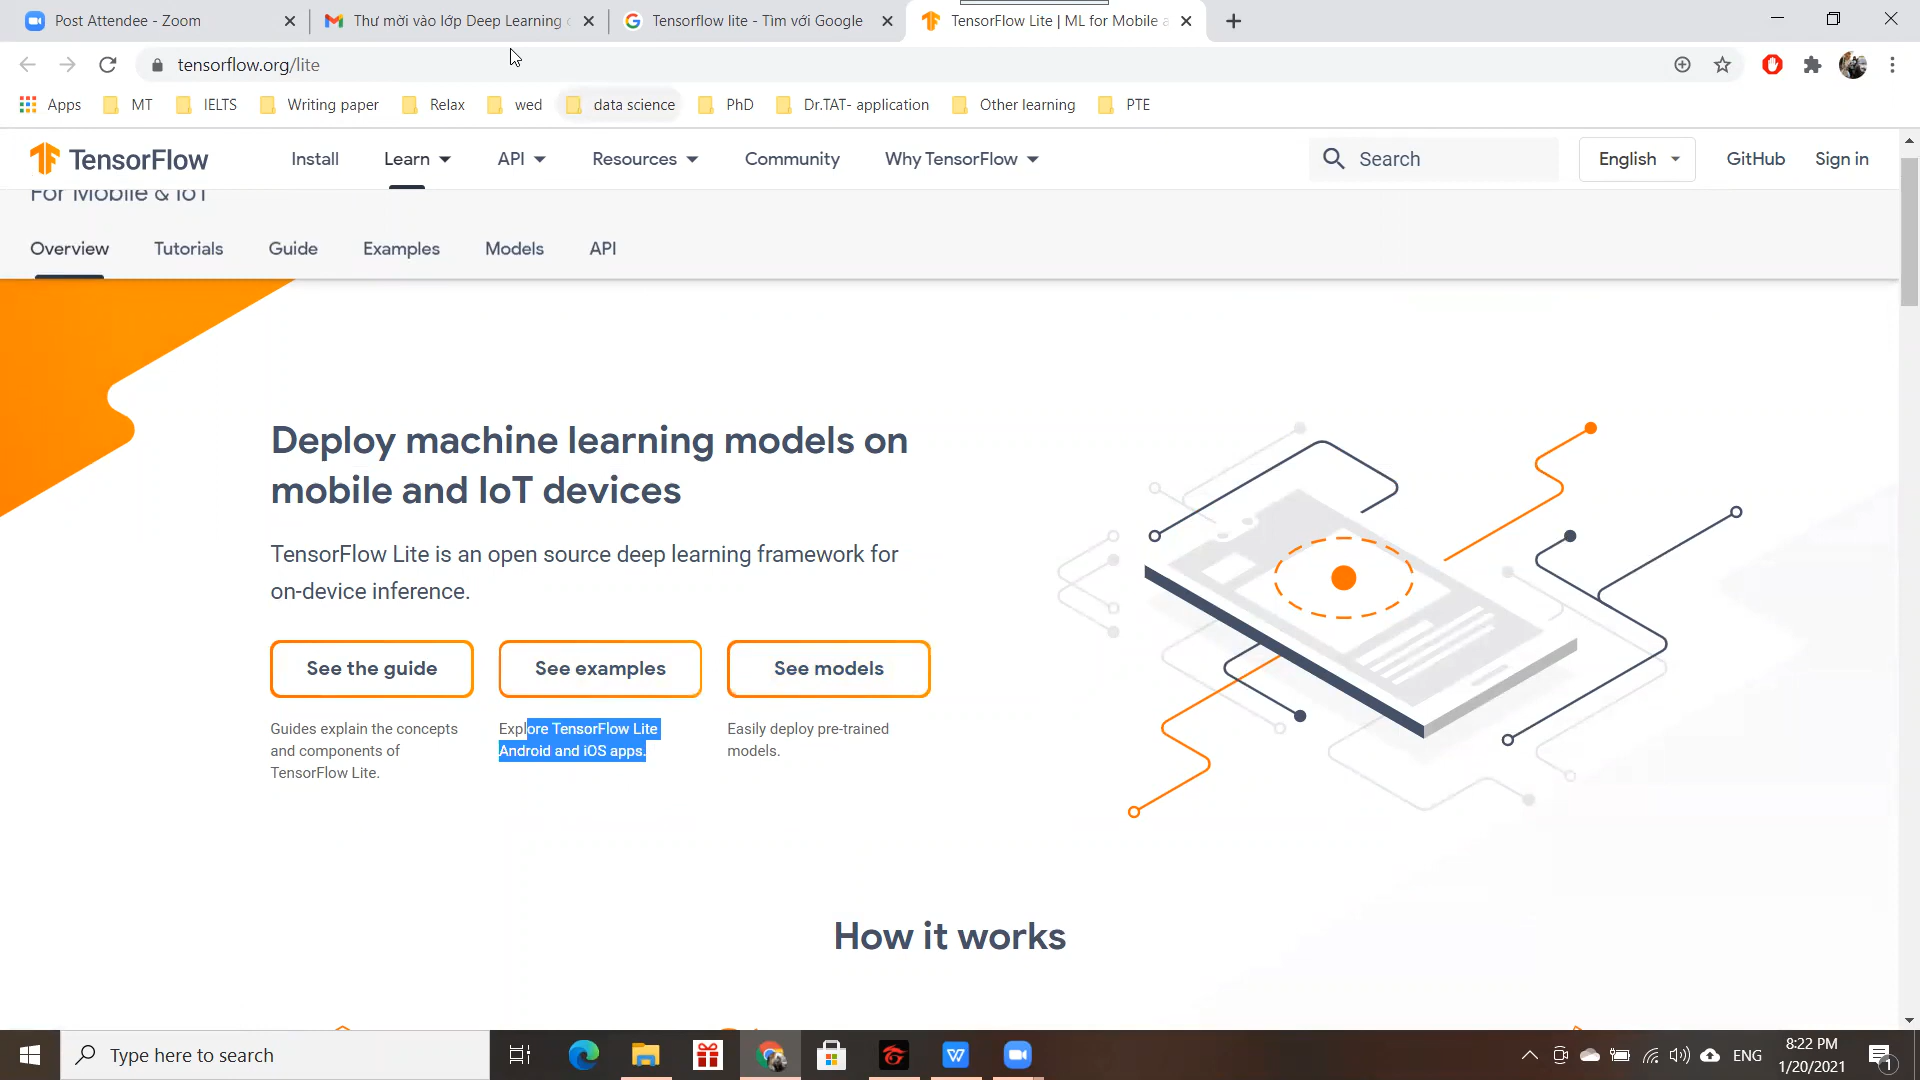 Post Attendee - Zoom
Thư mời vào lớp Deep Learning
Tensorflow lite - Tìm với Google
TensorFlow Lite | ML for Mobile a
tensorflow.org/lite
Apps
MT
IELTS
Writing paper
Relax
wed
data science
PhD
Dr.TAT- application
Other learning
PTE
TensorFlow
Install
Learn
API
Resources
Community
Why TensorFlow
Search
English
GitHub
Sign in
For Mobile & IoT
Overview
Tutorials
Guide
Examples
Models
API
Deploy machine learning models on
mobile and IoT devices
TensorFlow Lite is an open source deep learning framework for
on-device inference.
See the guide
See examples
See models
Guides explain the concepts
and components of
TensorFlow Lite.
Explore TensorFlow Lite
Android and iOS apps.
Easily deploy pre-trained
models.
How it works
Type here to search
ENG
8:22 PM
1/20/2021
1